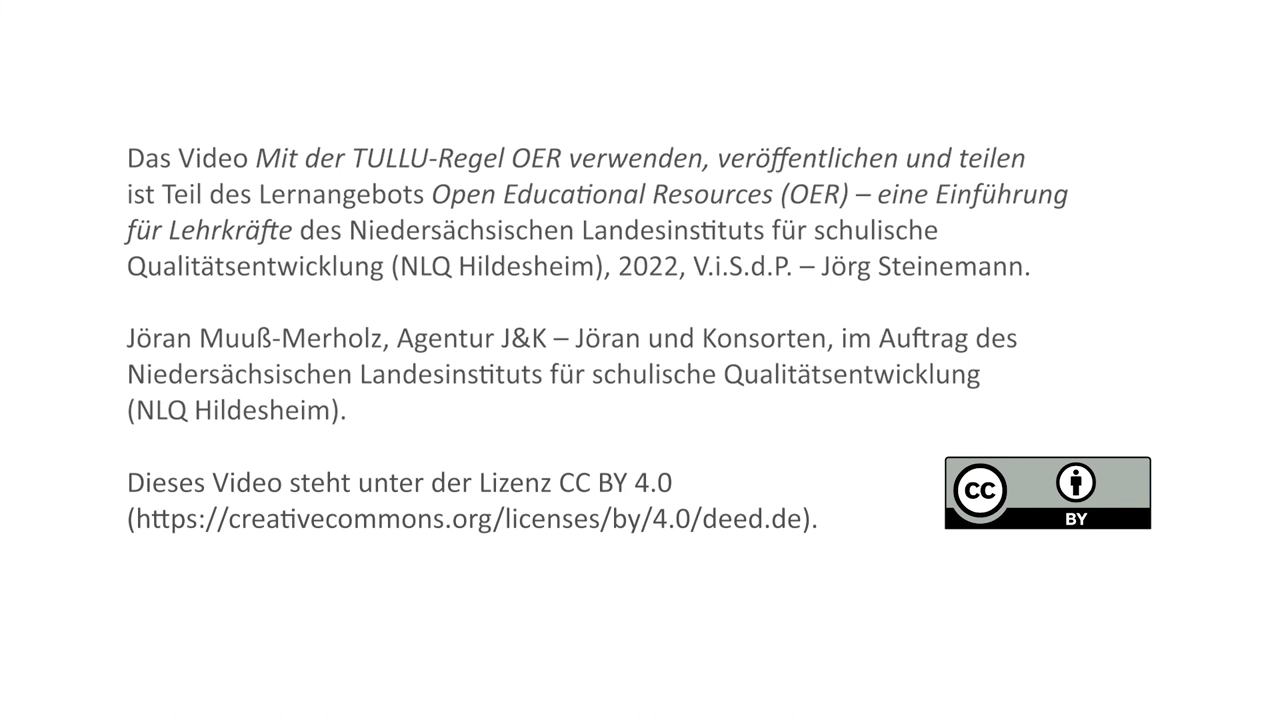 Das Video Mit der TULLU-Regel OER verwenden, veröffentlichen und teilen
ist Teil des Lernangebots Open Educational Resources (OER) – eine Einführung
für Lehrkräfte des Niedersächsischen Landesinstituts für schulische
Qualitätsentwicklung (NLQ Hildesheim), 2022, V.i.S.d.P. – Jörg Steinemann.
Jöran Muuß-Merholz, Agentur J&K – Jöran und Konsorten, im Auftrag des
Niedersächsischen Landesinstituts für schulische Qualitätsentwicklung
(NLQ Hildesheim).
Dieses Video steht unter der Lizenz CC BY 4.0
(https://creativecommons.org/licenses/by/4.0/deed.de).
CC
BY